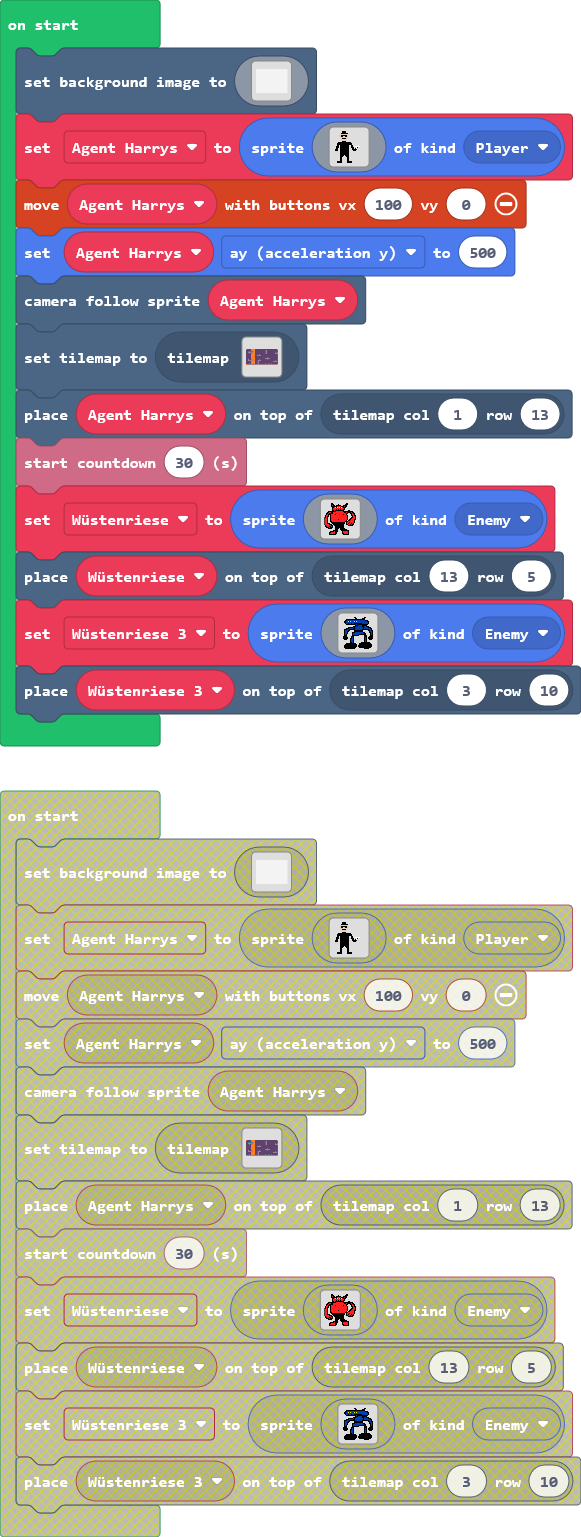 on start
set background image to
set Agent Harrys to sprite of kind Player
move Agent Harrys with buttons vx 100 vy 0
set Agent Harrys ay (acceleration y) to 500
camera follow sprite Agent Harrys
set tilemap to tilemap
place Agent Harrys on top of tilemap col 1 row 13
start countdown 30 (s)
set Wüstenriese to sprite of kind Enemy
place Wüstenriese on top of tilemap col 13 row 5
set Wüstenriese 3 to sprite of kind Enemy
place Wüstenriese 3 on top of tilemap col 3 row 10
on start
set background image to
set Agent Harrys to sprite of kind Player
move Agent Harrys with buttons vx 100 vy 0
set Agent Harrys ay (acceleration y) to 500
camera follow sprite Agent Harrys
set tilemap to tilemap
place Agent Harrys on top of tilemap col 1 row 13
start countdown 30 (s)
set Wüstenriese to sprite of kind Enemy
place Wüstenriese on top of tilemap col 13 row 5
set Wüstenriese 3 to sprite of kind Enemy
place Wüstenriese 3 on top of tilemap col 3 row 10